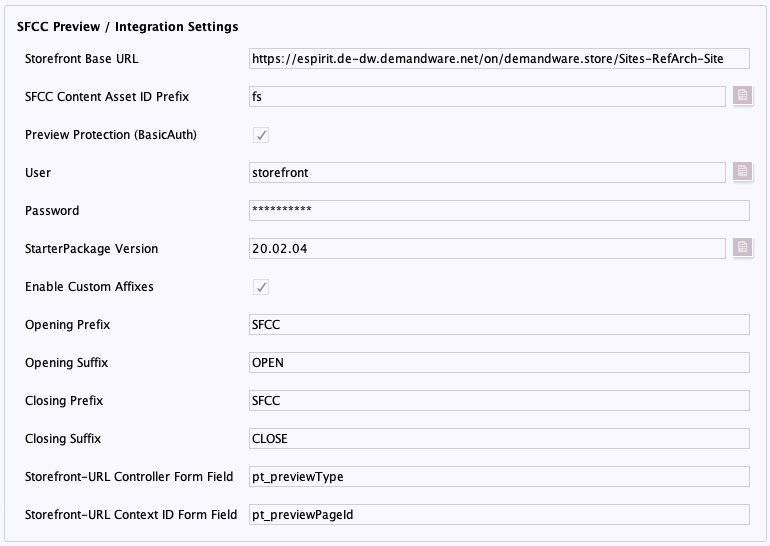 SFCC Preview / Integration Settings
Storefront Base URL https://espirit.de-dw.demandware.net/on/demandware.store/Sites-RefArch-Site
SFCC Content Asset ID Prefix fs
Preview Protection (BasicAuth)
User storefront
Password **********
StarterPackage Version 20.02.04
Enable Custom Affixes
Opening Prefix SFCC
Opening Suffix OPEN
Closing Prefix SFCC
Closing Suffix CLOSE
Storefront-URL Controller Form Field pt_previewType
Storefront-URL Context ID Form Field pt_previewPageId